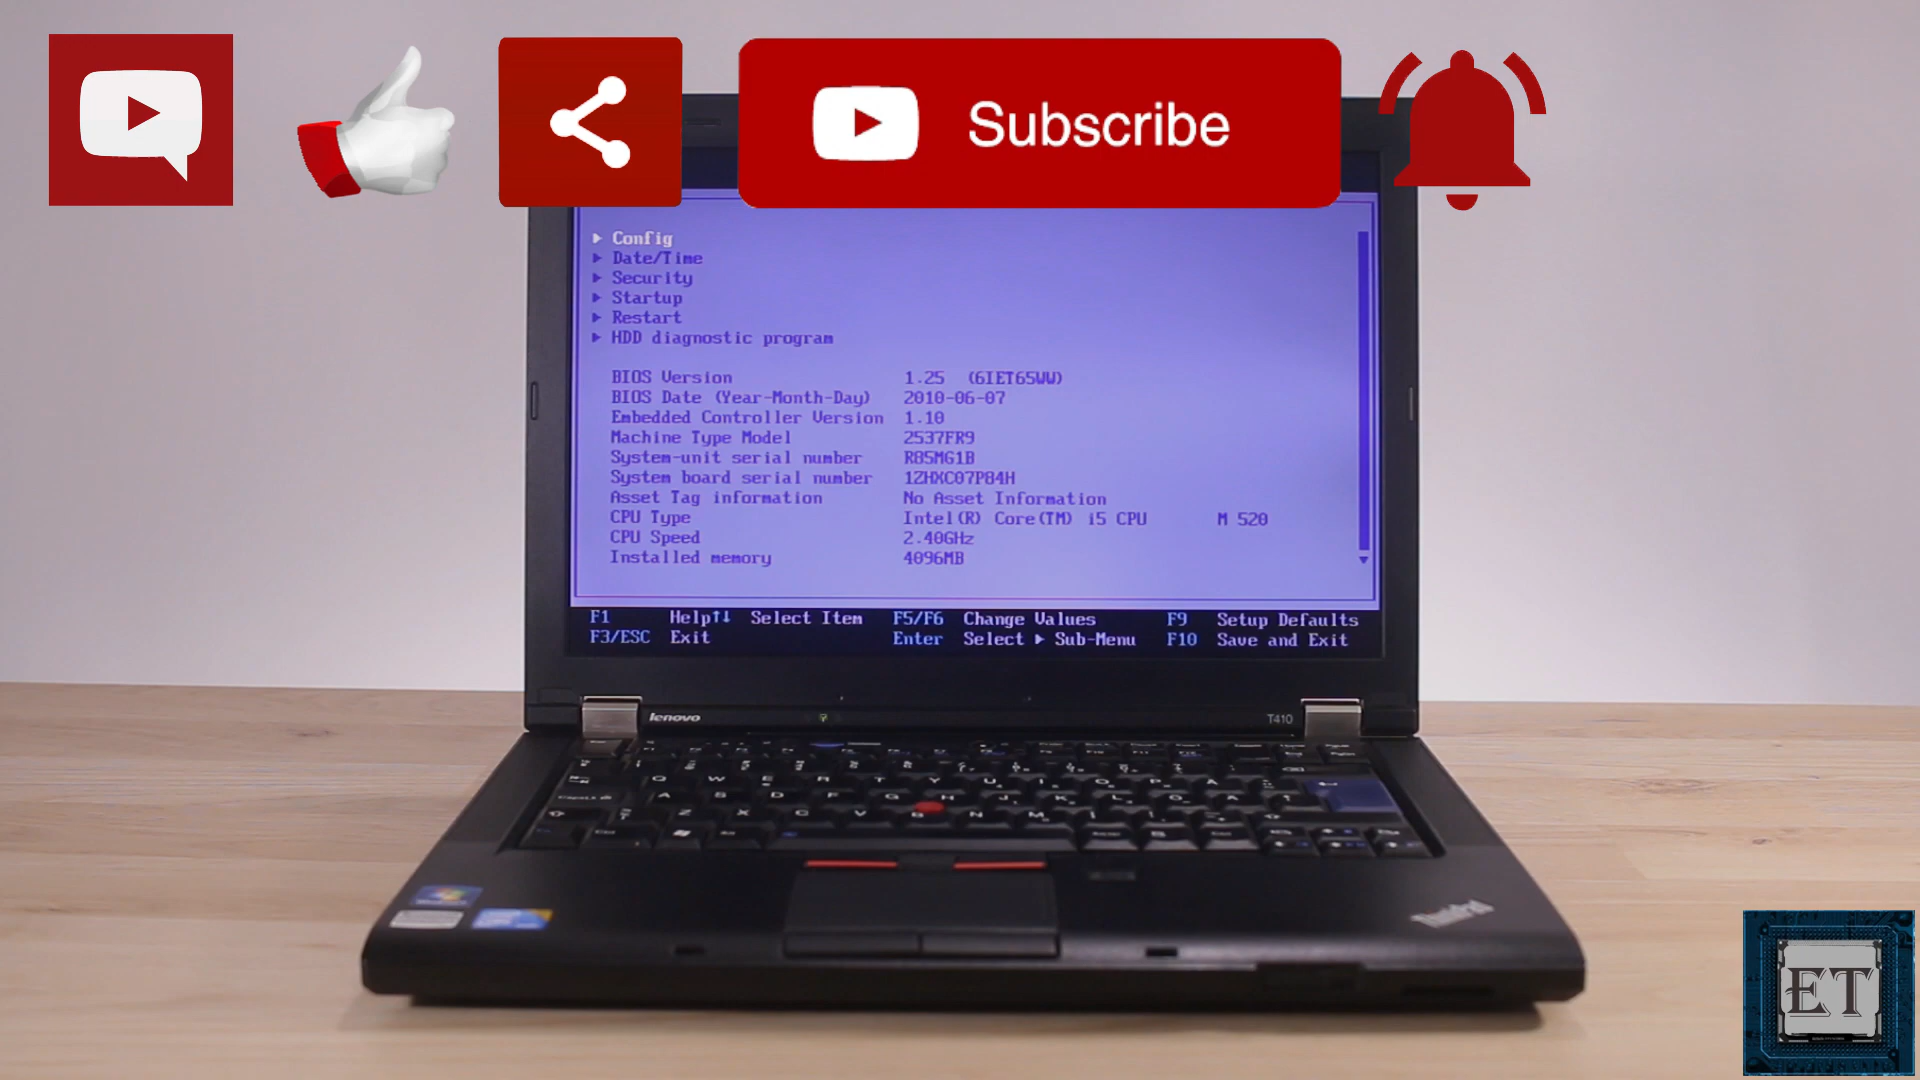 Subscribe
Config
Date/Time
Security
Startup
Restart
HDD diagnostic program
BIOS Version 1.25 (6IET65WW)
BIOS Date (Year-Month-Day) 2010-06-07
Embedded Controller Version 1.10
Machine Type Model 2537FR9
System-unit serial number R85MG1B
System board serial number 1ZHXC07P84H
Asset Tag information No Asset Information
CPU Type Intel(R) Core(TM) i5 CPU M 520
CPU Speed 2.40GHz
Installed memory 4096MB
F1 Help↑↓ Select Item F5/F6 Change Values F9 Setup Defaults
F3/ESC Exit Enter Select ▶ Sub-Menu F10 Save and Exit
lenovo T410
Q W E R T Y U I O P Å
A S D F G H J K L Ö Ä
Z X C V B N M
ThinkPad
ET